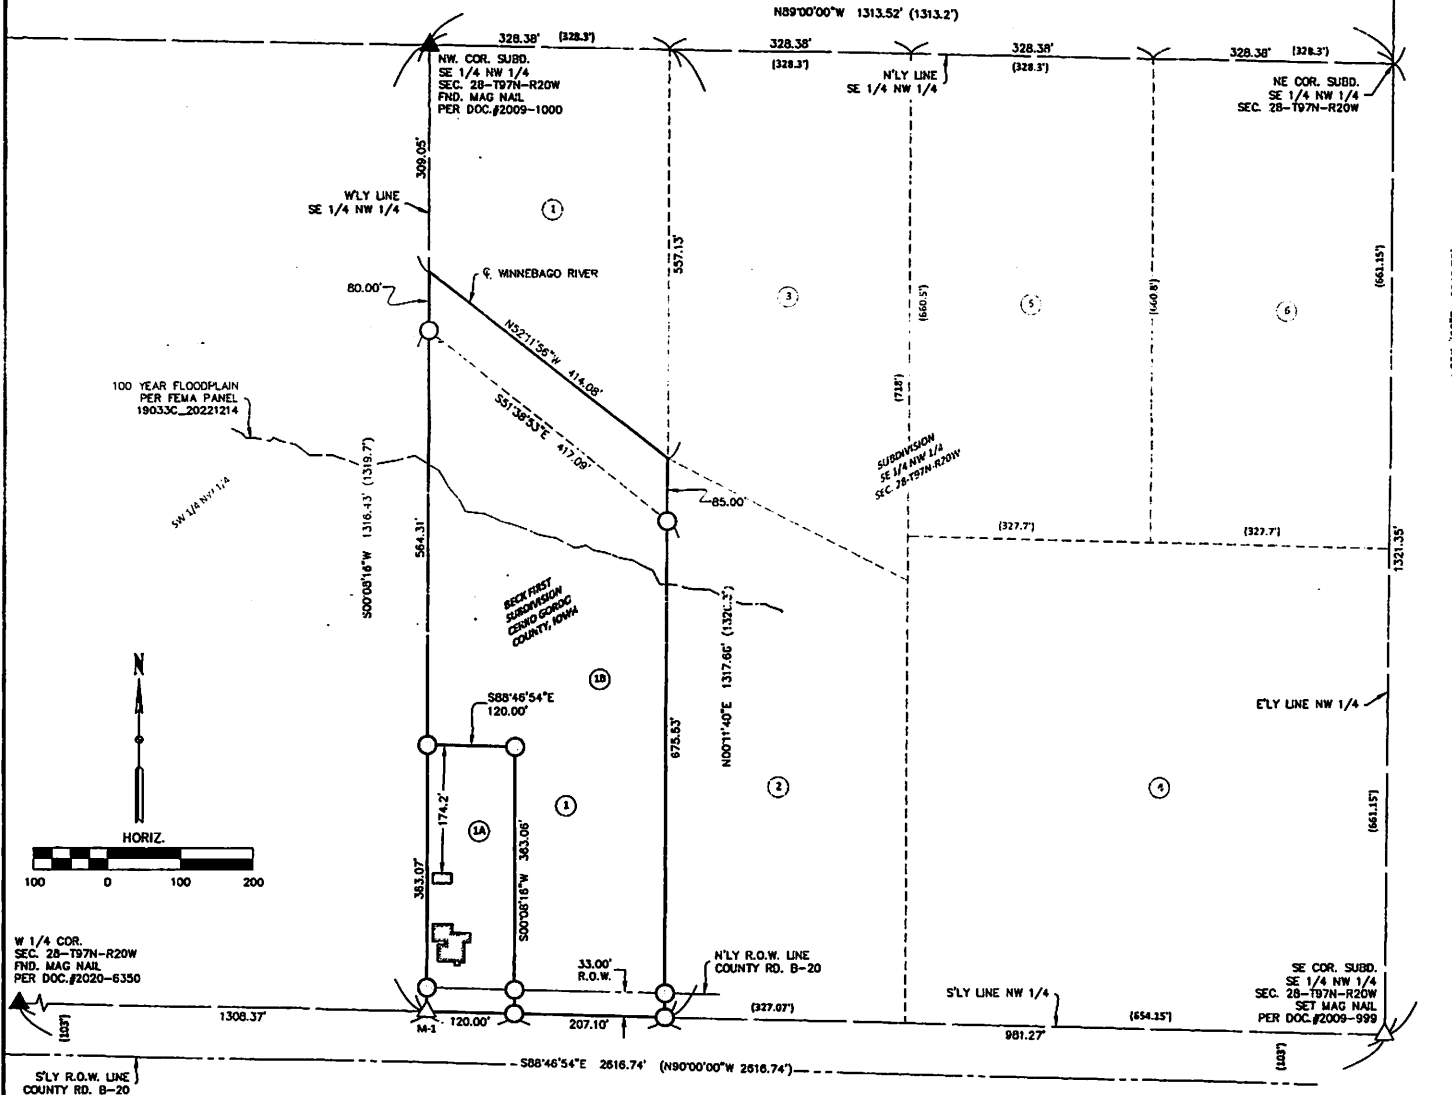 N89°00'00"W 1313.52' (1313.2')
328.38' (328.3')
328.38'
(328.3')
328.38'
(328.3')
328.38' (328.3')
NW. COR. SUBD.
SE 1/4 NW 1/4
SEC. 28-T97N-R20W
FND. MAG NAIL
PER DOC.#2009-1000
N'LY LINE
SE 1/4 NW 1/4
NE COR. SUBD.
SE 1/4 NW 1/4
SEC. 28-T97N-R20W
309.05'
W'LY LINE
SE 1/4 NW 1/4
1
557.13'
(661.15')
℄ WINNEBAGO RIVER
80.00'
3
(660.5')
5
(660.8')
6
N52°11'56"W 414.08'
S51°38'53"E 417.09'
100 YEAR FLOODPLAIN
PER FEMA PANEL
19033C_20221214
(718')
SUBDIVISION
SE 1/4 NW 1/4
SEC. 28-T97N-R20W
SW 1/4 NW 1/4
S00°08'16"W 1316.43' (1319.7')
564.31'
85.00'
(327.7')
(327.7')
1321.35'
BECK FIRST
SUBDIVISION
CERRO GORDO
COUNTY, IOWA
N00°11'40"E 1317.66' (1320.3')
N
1B
S88°46'54"E
120.00'
675.53'
E'LY LINE NW 1/4
174.2'
1A
1
2
4
(661.15')
HORIZ.
100 0 100 200
363.07'
S00°08'16"W 363.06'
W 1/4 COR.
SEC. 28-T97N-R20W
FND. MAG NAIL
PER DOC.#2020-6350
33.00'
R.O.W.
N'LY R.O.W. LINE
COUNTY RD. B-20
SE COR. SUBD.
SE 1/4 NW 1/4
SEC. 28-T97N-R20W
SET MAG NAIL
PER DOC.#2009-999
S'LY LINE NW 1/4
(103')
1308.37'
M-1
120.00'
207.10'
(327.07')
(654.15')
981.27'
(103')
S88°46'54"E 2616.74' (N90°00'00"W 2616.74')
S'LY R.O.W. LINE
COUNTY RD. B-20